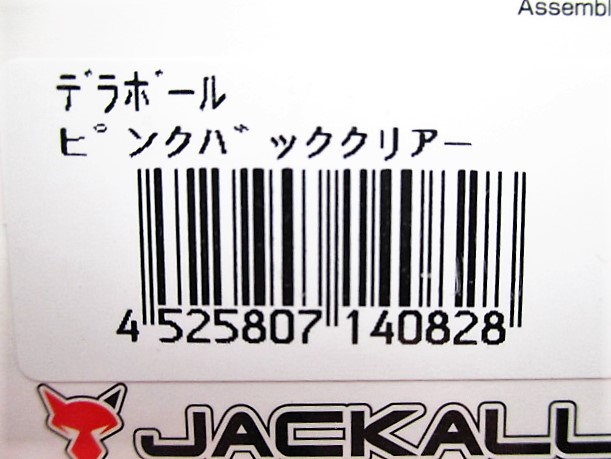 Assembl
デラボール
ピンクバッククリアー
4 525807 140828
JACKALL